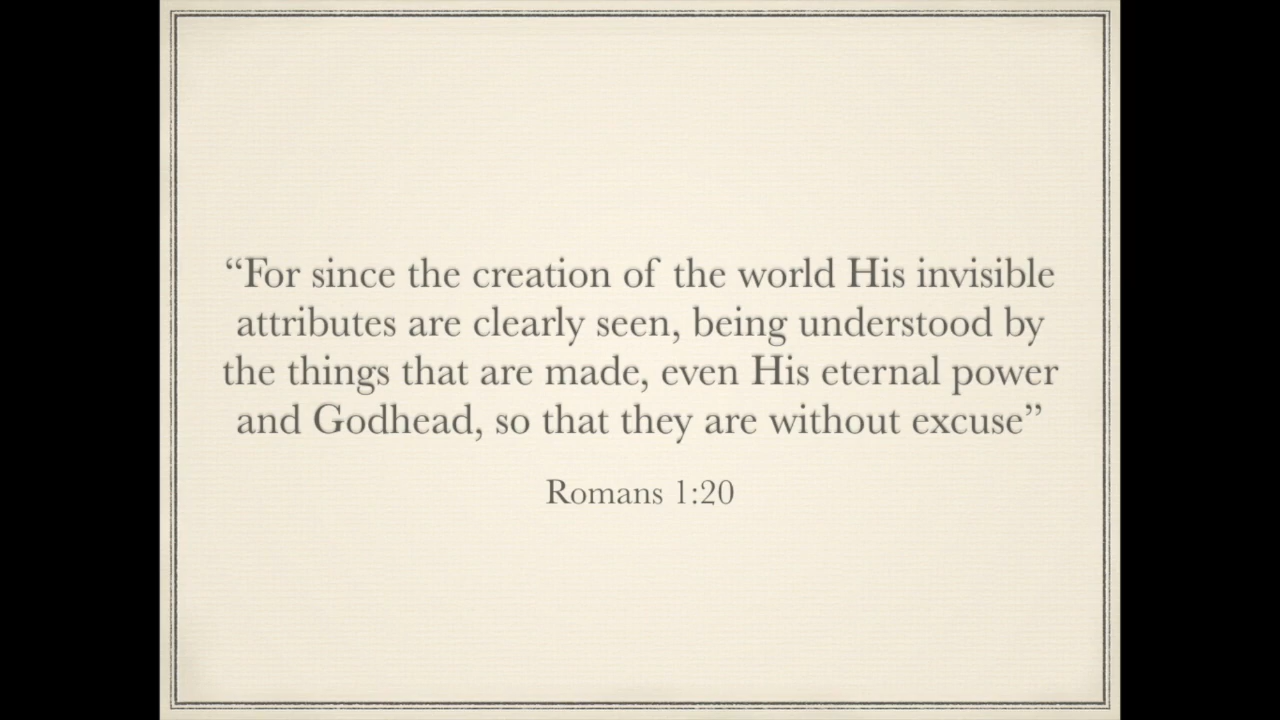 “For since the creation of the world His invisible
attributes are clearly seen, being understood by
the things that are made, even His eternal power
and Godhead, so that they are without excuse”
Romans 1:20